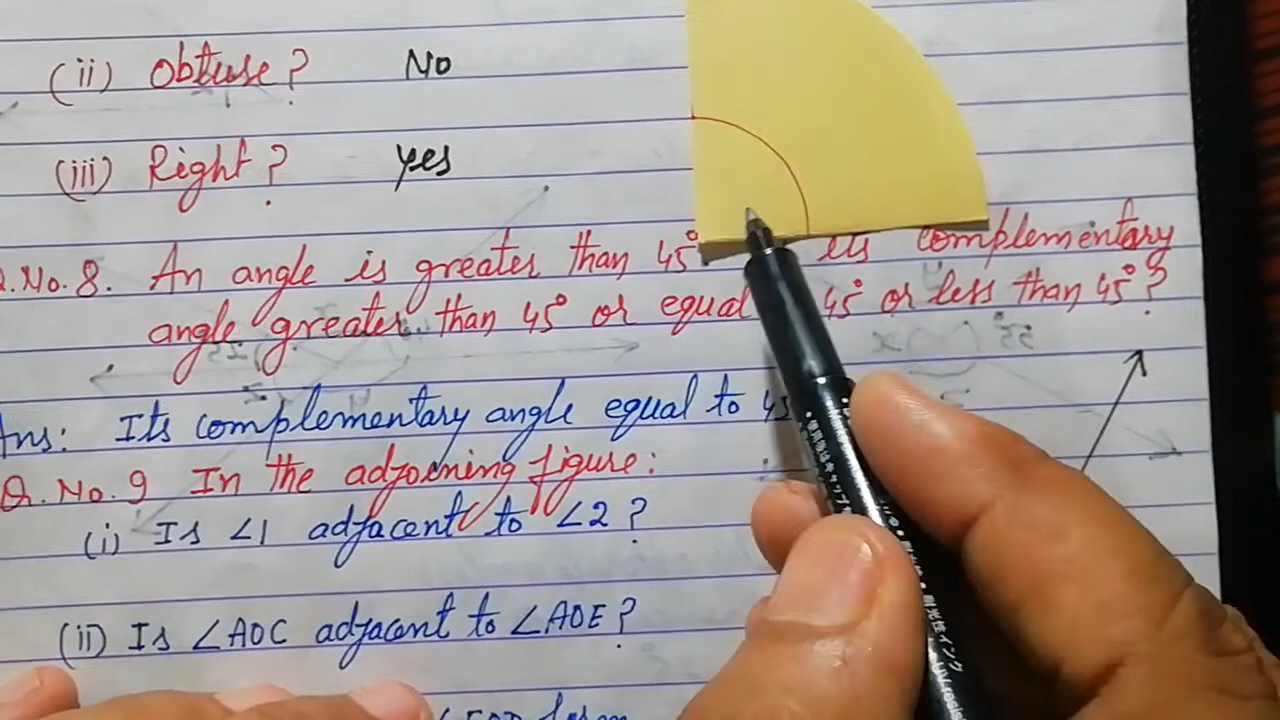 (ii) Obtuse? No
(iii) Right? yes
Q.No.8. An angle is greater than 45°. its complementary
angle greater than 45° or equal 45° or less than 45°?
Ans: Its complementary angle equal to 45
Q.No.9 In the adjoining figure:
(i) Is ∠1 adjacent to ∠2?
(ii) Is ∠AOC adjacent to ∠AOE?
form